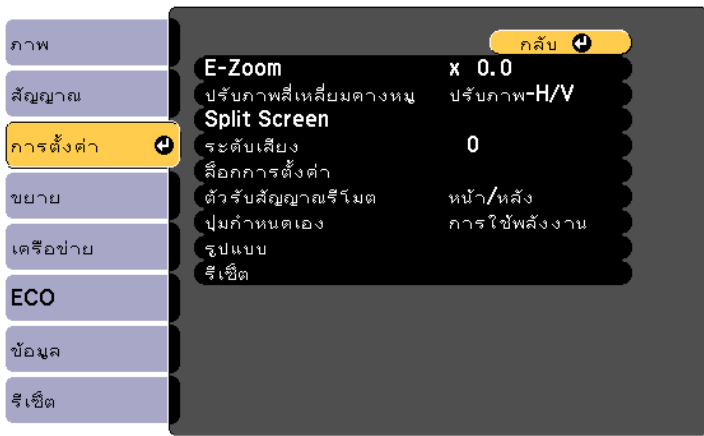 ภาพ
สัญญาณ
การตั้งค่า
ขยาย
เครือข่าย
ECO
ข้อมูล
รีเซ็ต
กลับ
E-Zoom x 0.0
ปรับภาพสี่เหลี่ยมคางหมู ปรับภาพ-H/V
Split Screen
ระดับเสียง 0
ล็อกการตั้งค่า
ตัวรับสัญญาณรีโมต หน้า/หลัง
ปุ่มกำหนดเอง การใช้พลังงาน
รูปแบบ
รีเซ็ต